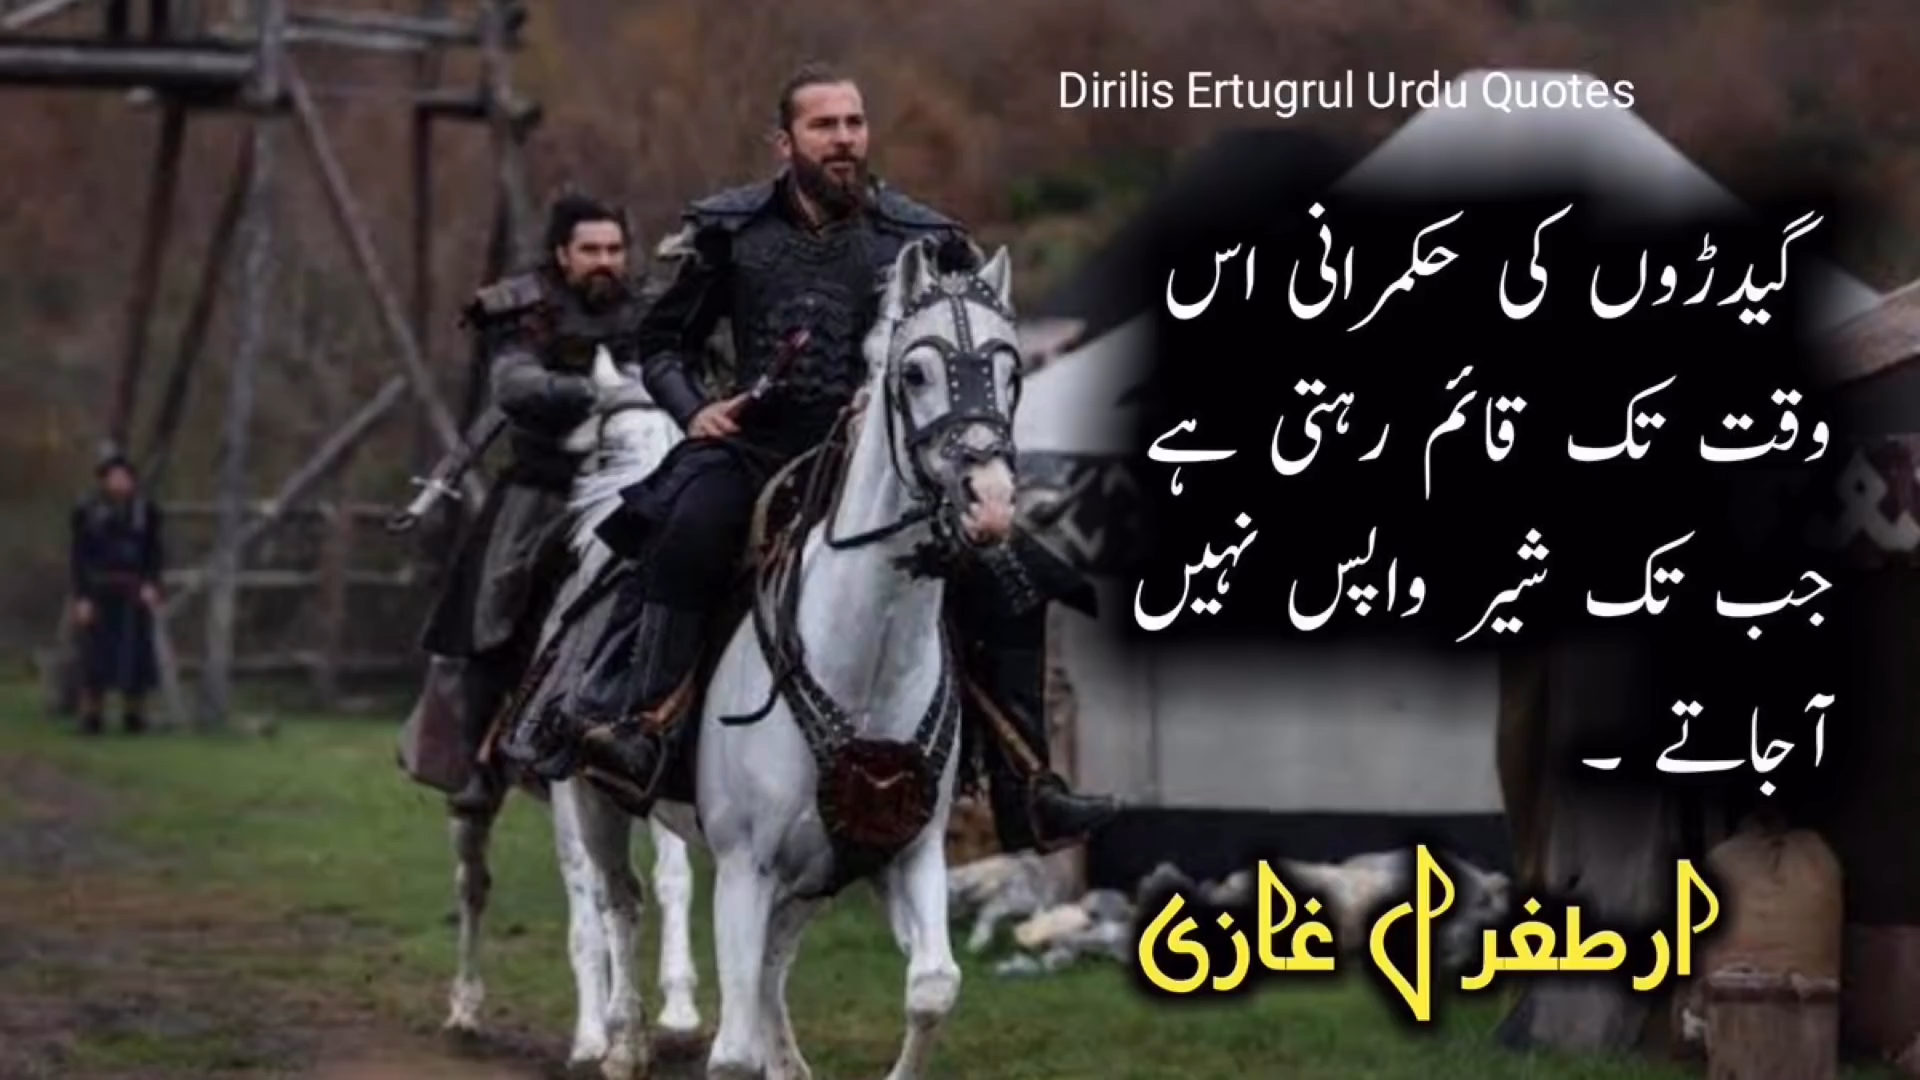 Dirilis Ertugrul Urdu Quotes
گیدڑوں کی حکمرانی اس
وقت تک قائم رہتی ہے
جب تک شیر واپس نہیں
آجاتے ۔
ارطغرل غازی